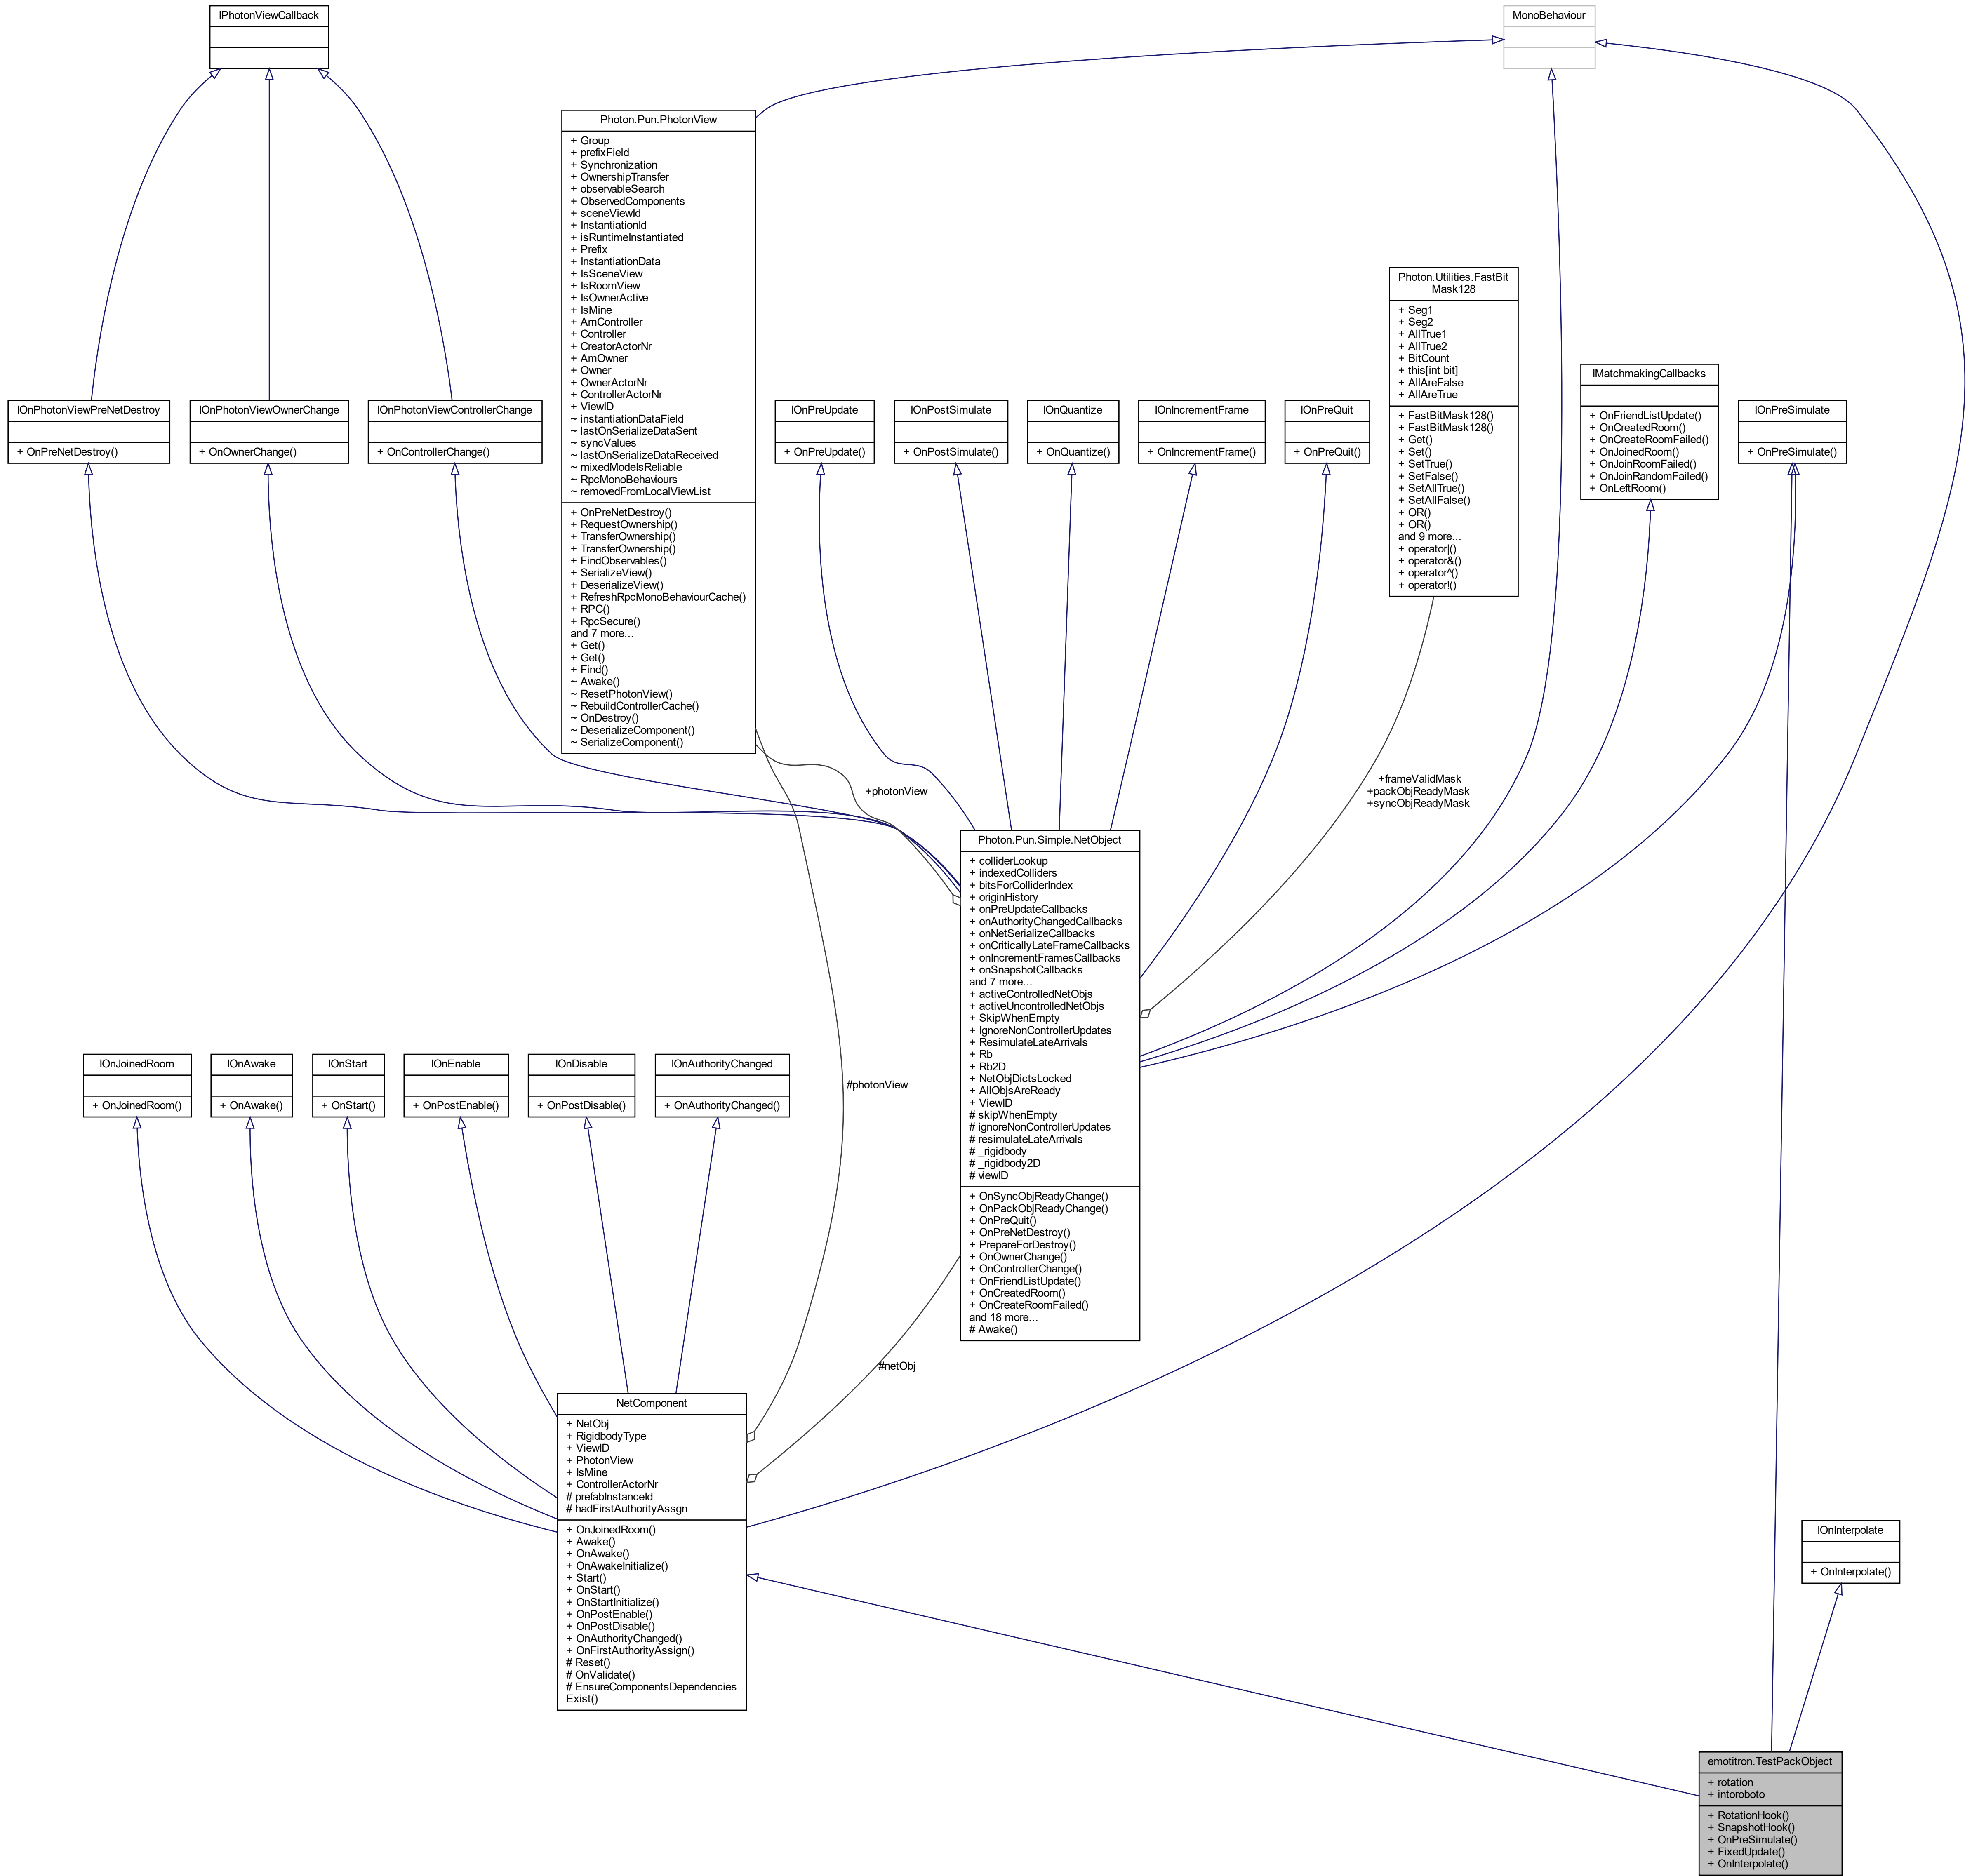 IPhotonViewCallback
MonoBehaviour
Photon.Pun.PhotonView
+ Group
+ prefixField
+ Synchronization
+ OwnershipTransfer
+ observableSearch
+ ObservedComponents
+ sceneViewId
+ InstantiationId
+ isRuntimeInstantiated
+ Prefix
+ InstantiationData
+ IsSceneView
+ IsRoomView
+ IsOwnerActive
+ IsMine
+ AmController
+ Controller
+ CreatorActorNr
+ AmOwner
+ Owner
+ OwnerActorNr
+ ControllerActorNr
+ ViewID
~ instantiationDataField
~ lastOnSerializeDataSent
~ syncValues
~ lastOnSerializeDataReceived
~ mixedModeIsReliable
~ RpcMonoBehaviours
~ removedFromLocalViewList
+ OnPreNetDestroy()
+ RequestOwnership()
+ TransferOwnership()
+ TransferOwnership()
+ FindObservables()
+ SerializeView()
+ DeserializeView()
+ RefreshRpcMonoBehaviourCache()
+ RPC()
+ RpcSecure()
and 7 more...
+ Get()
+ Get()
+ Find()
~ Awake()
~ ResetPhotonView()
~ RebuildControllerCache()
~ OnDestroy()
~ DeserializeComponent()
~ SerializeComponent()
Photon.Utilities.FastBit
Mask128
+ Seg1
+ Seg2
+ AllTrue1
+ AllTrue2
+ BitCount
+ this[int bit]
+ AllAreFalse
+ AllAreTrue
+ FastBitMask128()
+ FastBitMask128()
+ Get()
+ Set()
+ SetTrue()
+ SetFalse()
+ SetAllTrue()
+ SetAllFalse()
+ OR()
+ OR()
and 9 more...
+ operator|()
+ operator&()
+ operator^()
+ operator!()
IMatchmakingCallbacks
+ OnFriendListUpdate()
+ OnCreatedRoom()
+ OnCreateRoomFailed()
+ OnJoinedRoom()
+ OnJoinRoomFailed()
+ OnJoinRandomFailed()
+ OnLeftRoom()
IOnPhotonViewPreNetDestroy
+ OnPreNetDestroy()
IOnPhotonViewOwnerChange
+ OnOwnerChange()
IOnPhotonViewControllerChange
+ OnControllerChange()
IOnPreUpdate
+ OnPreUpdate()
IOnPostSimulate
+ OnPostSimulate()
IOnQuantize
+ OnQuantize()
IOnIncrementFrame
+ OnIncrementFrame()
IOnPreQuit
+ OnPreQuit()
IOnPreSimulate
+ OnPreSimulate()
+photonView
+frameValidMask
+packObjReadyMask
+syncObjReadyMask
Photon.Pun.Simple.NetObject
+ colliderLookup
+ indexedColliders
+ bitsForColliderIndex
+ originHistory
+ onPreUpdateCallbacks
+ onAuthorityChangedCallbacks
+ onNetSerializeCallbacks
+ onCriticallyLateFrameCallbacks
+ onIncrementFramesCallbacks
+ onSnapshotCallbacks
and 7 more...
+ activeControlledNetObjs
+ activeUncontrolledNetObjs
+ SkipWhenEmpty
+ IgnoreNonControllerUpdates
+ ResimulateLateArrivals
+ Rb
+ Rb2D
+ NetObjDictsLocked
+ AllObjsAreReady
+ ViewID
# skipWhenEmpty
# ignoreNonControllerUpdates
# resimulateLateArrivals
# _rigidbody
# _rigidbody2D
# viewID
+ OnSyncObjReadyChange()
+ OnPackObjReadyChange()
+ OnPreQuit()
+ OnPreNetDestroy()
+ PrepareForDestroy()
+ OnOwnerChange()
+ OnControllerChange()
+ OnFriendListUpdate()
+ OnCreatedRoom()
+ OnCreateRoomFailed()
and 18 more...
# Awake()
IOnJoinedRoom
+ OnJoinedRoom()
IOnAwake
+ OnAwake()
IOnStart
+ OnStart()
IOnEnable
+ OnPostEnable()
IOnDisable
+ OnPostDisable()
IOnAuthorityChanged
+ OnAuthorityChanged()
#photonView
#netObj
NetComponent
+ NetObj
+ RigidbodyType
+ ViewID
+ PhotonView
+ IsMine
+ ControllerActorNr
# prefabInstanceId
# hadFirstAuthorityAssgn
+ OnJoinedRoom()
+ Awake()
+ OnAwake()
+ OnAwakeInitialize()
+ Start()
+ OnStart()
+ OnStartInitialize()
+ OnPostEnable()
+ OnPostDisable()
+ OnAuthorityChanged()
+ OnFirstAuthorityAssign()
# Reset()
# OnValidate()
# EnsureComponentsDependencies
Exist()
IOnInterpolate
+ OnInterpolate()
emotitron.TestPackObject
+ rotation
+ intoroboto
+ RotationHook()
+ SnapshotHook()
+ OnPreSimulate()
+ FixedUpdate()
+ OnInterpolate()